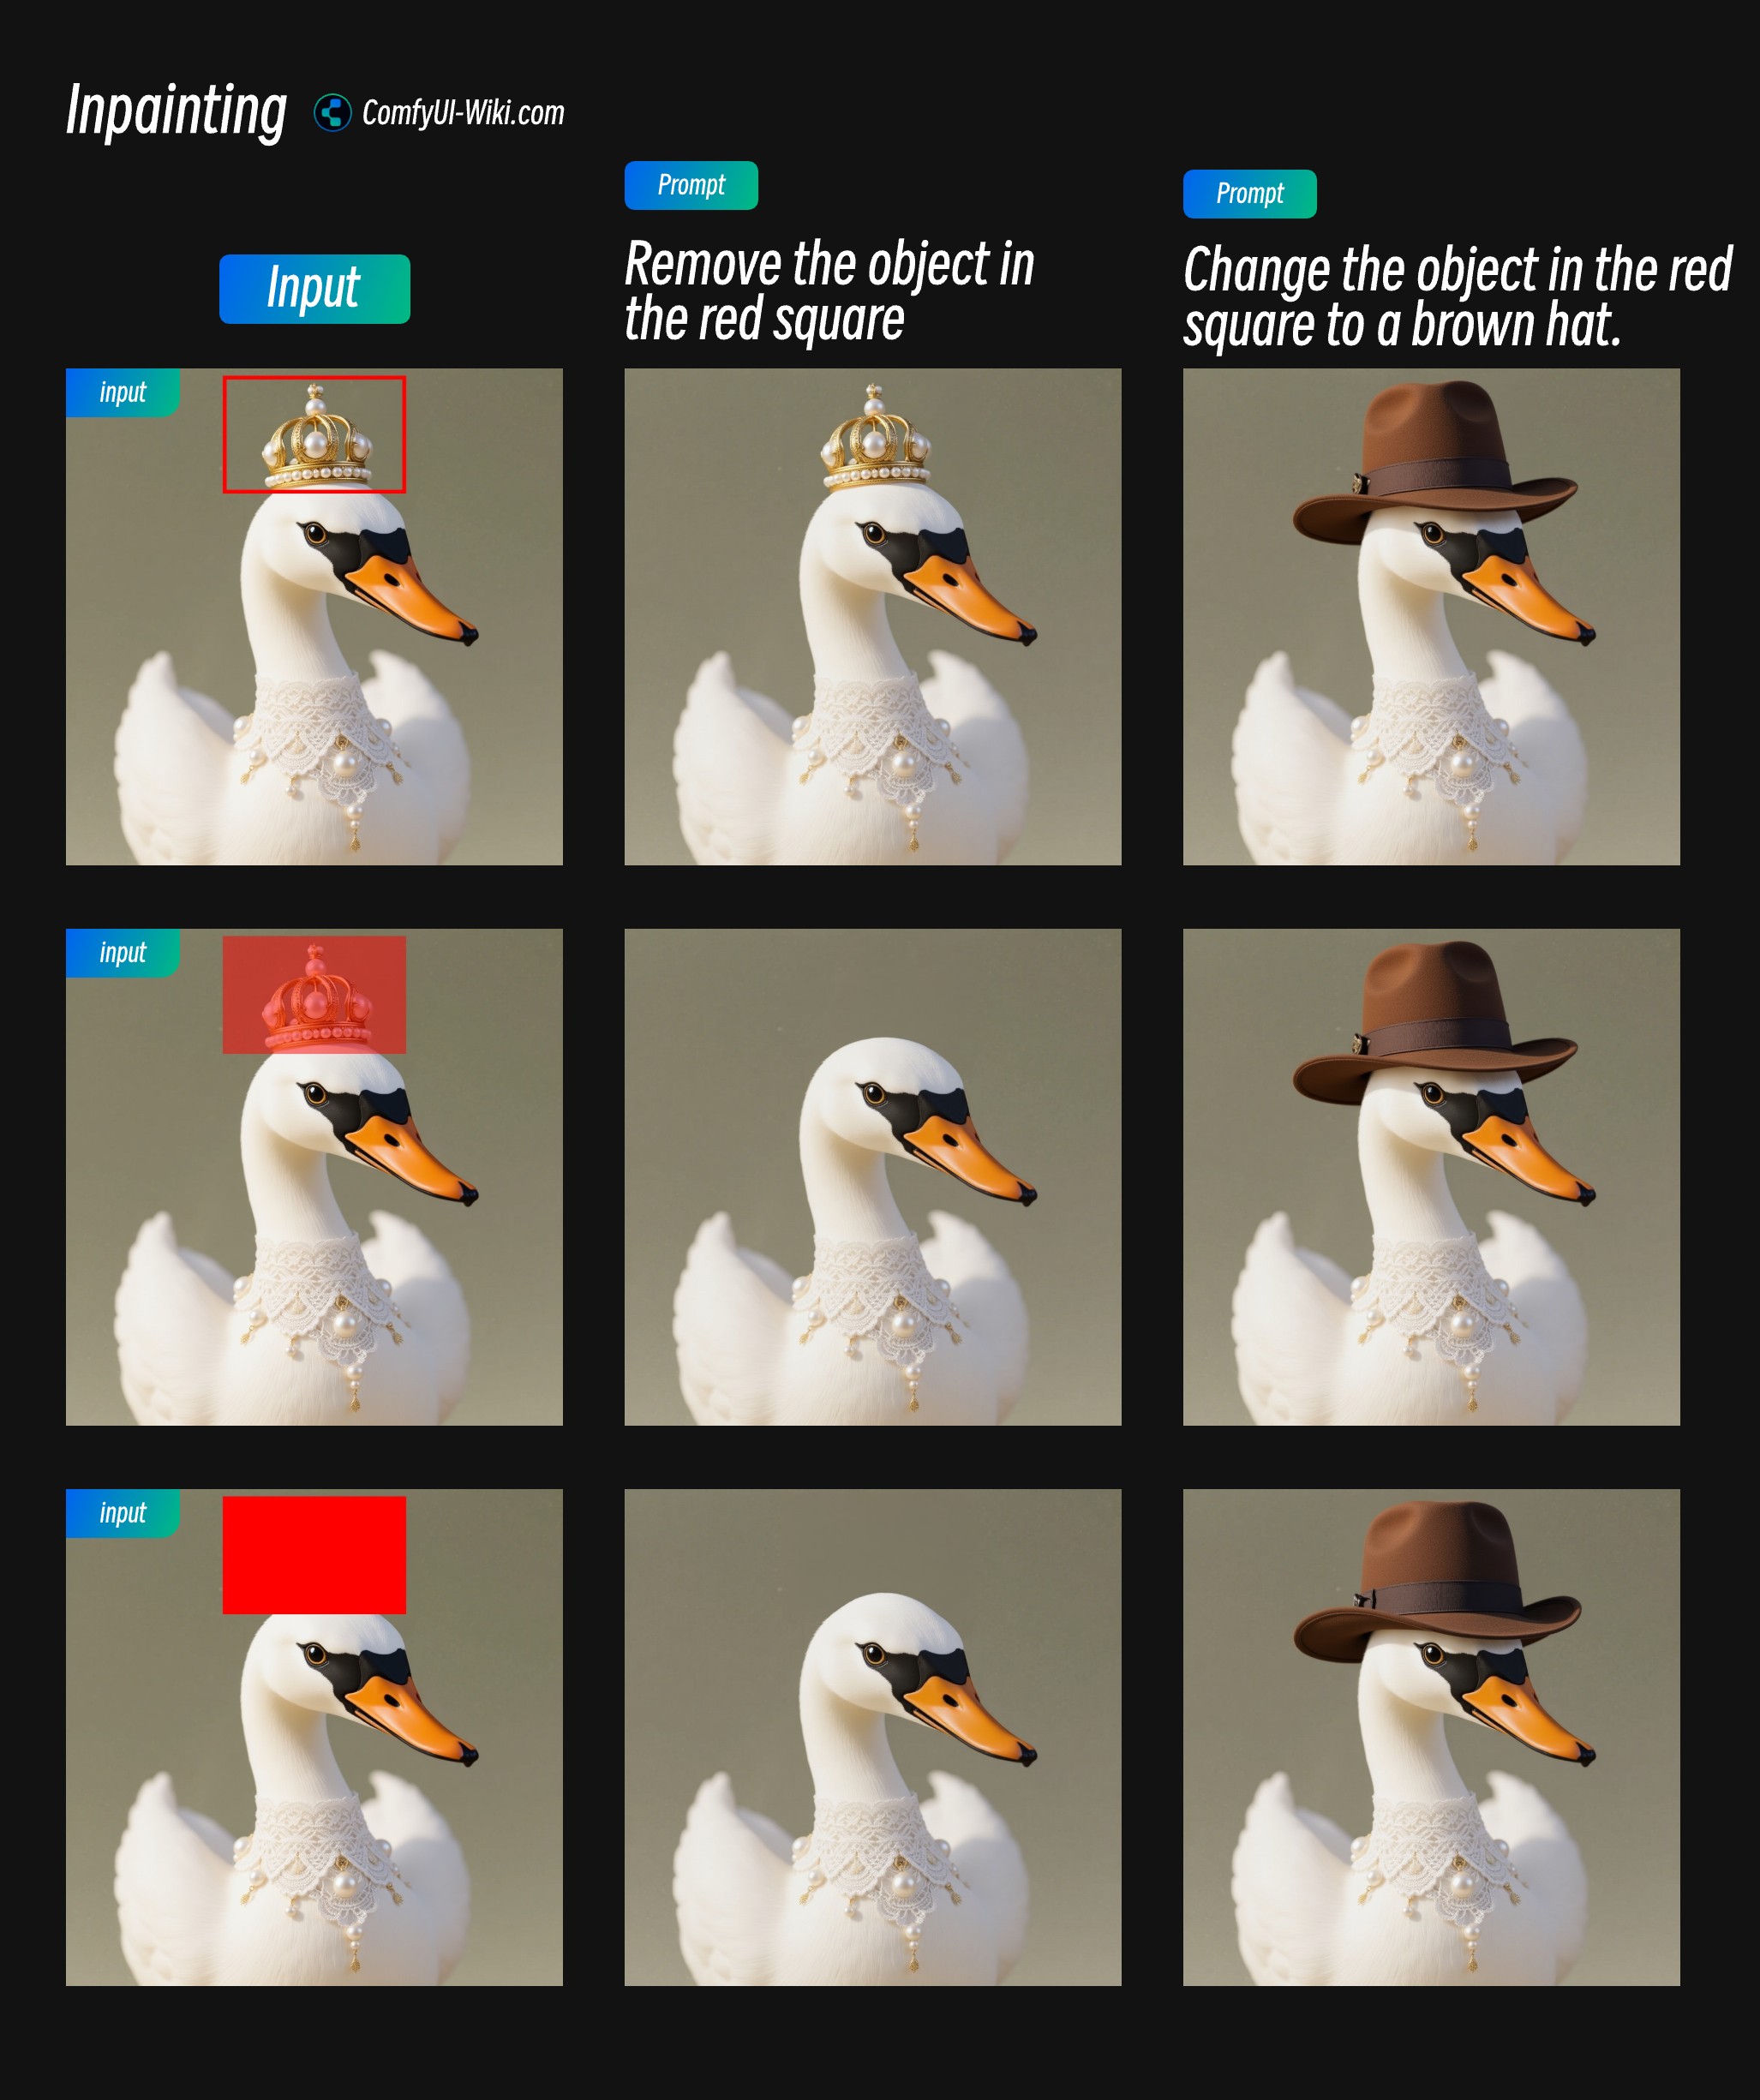 Inpainting
ComfyUI-Wiki.com
Input
Prompt
Remove the object in
the red square
Prompt
Change the object in the red
square to a brown hat.
input
input
input